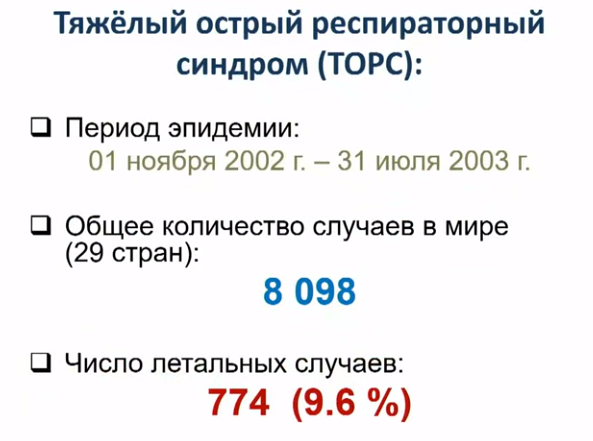 Тяжёлый острый респираторный
синдром (ТОРС):
Период эпидемии:
01 ноября 2002 г. – 31 июля 2003 г.
Общее количество случаев в мире
(29 стран):
8 098
Число летальных случаев:
774 (9.6 %)